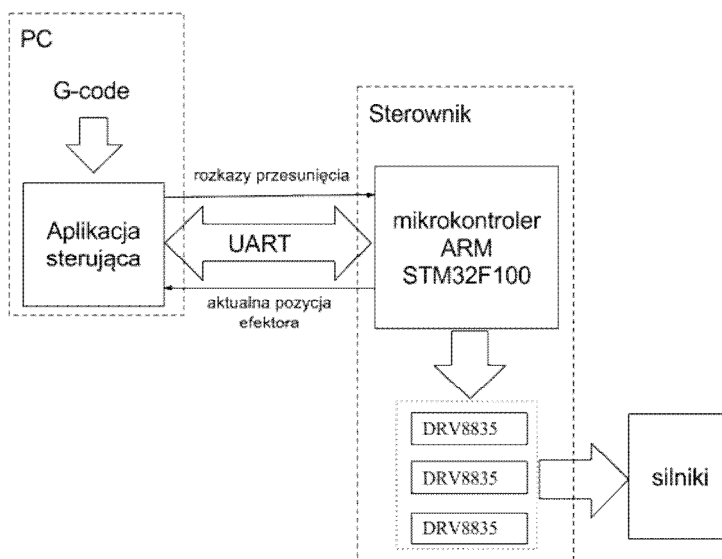 PC
G-code
Aplikacja
sterująca
rozkazy przesunięcia
UART
aktualna pozycja
efektora
Sterownik
mikrokontroler
ARM
STM32F100
DRV8835
DRV8835
DRV8835
silniki